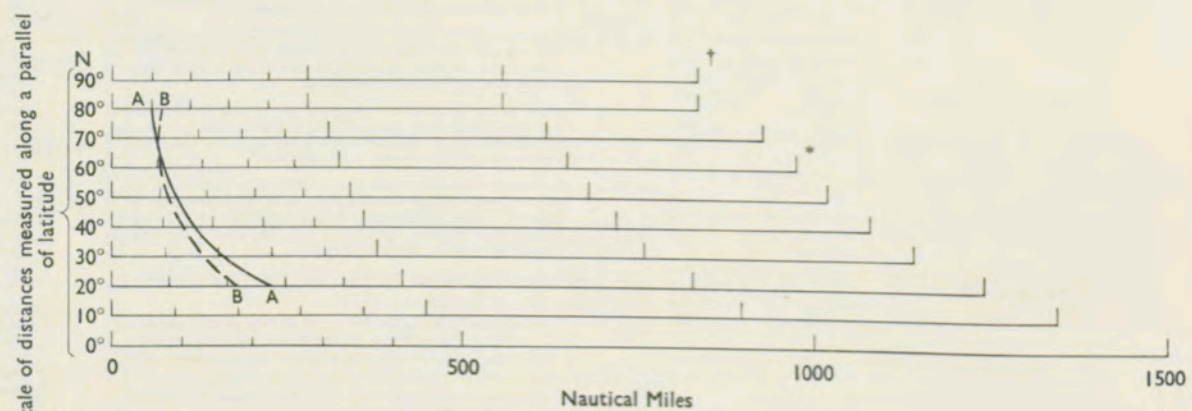 cale of distances measured along a parallel
of latitude
N
90° †
A B
80°
70°
60° *
50°
40°
30°
20°
B A
10°
0°
0 500 1000 1500
Nautical Miles